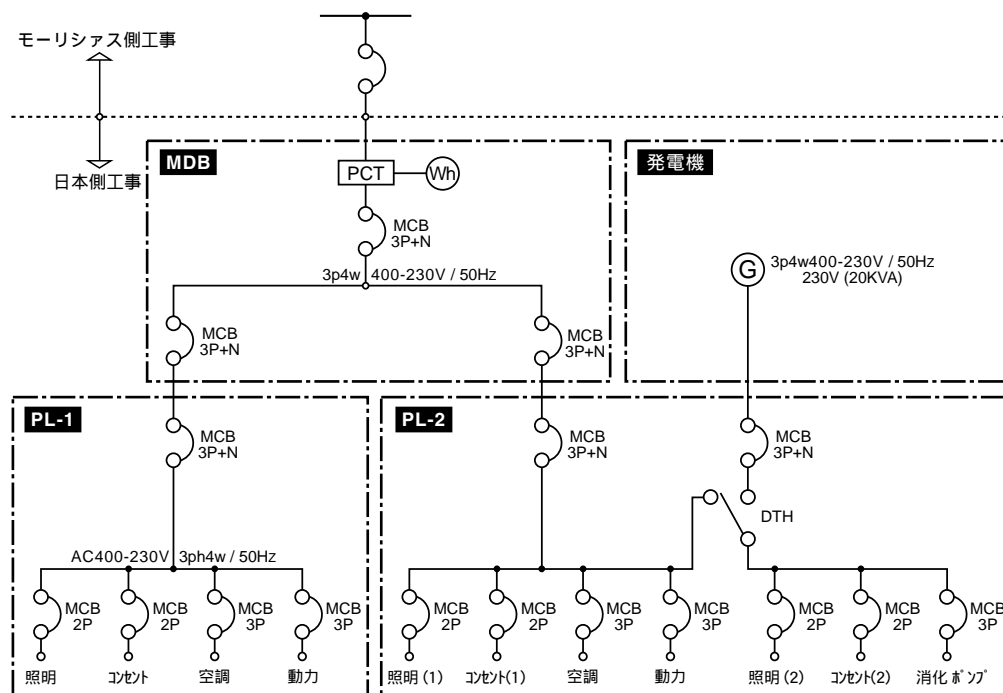 モーリシァス側工事
日本側工事
MDB
PCT
Wh
MCB
3P+N
3p4w 400-230V / 50Hz
MCB
3P+N
MCB
3P+N
発電機
G
3p4w400-230V / 50Hz
230V (20KVA)
PL-1
MCB
3P+N
AC400-230V 3ph4w / 50Hz
MCB
2P
MCB
2P
MCB
3P
MCB
3P
照明
コンセント
空調
動力
PL-2
MCB
3P+N
MCB
3P+N
DTH
MCB
2P
MCB
2P
MCB
3P
MCB
3P
MCB
2P
MCB
2P
MCB
3P
照明 (1)
コンセント(1)
空調
動力
照明 (2)
コンセント(2)
消化 ポンプ